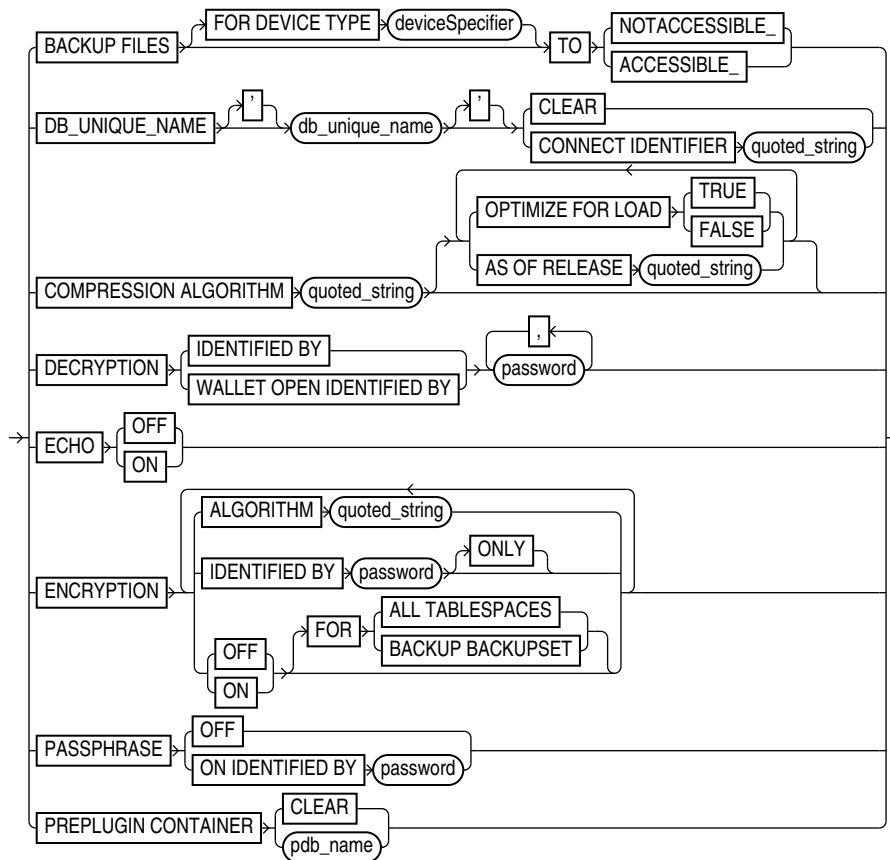 FOR DEVICE TYPE deviceSpecifier NOTACCESSIBLE_
BACKUP FILES TO ACCESSIBLE_
' ' CLEAR
DB_UNIQUE_NAME db_unique_name CONNECT IDENTIFIER quoted_string
OPTIMIZE FOR LOAD TRUE
FALSE
AS OF RELEASE quoted_string
COMPRESSION ALGORITHM quoted_string
IDENTIFIED BY ,
DECRYPTION WALLET OPEN IDENTIFIED BY password
OFF
ECHO ON
ALGORITHM quoted_string
ONLY
ENCRYPTION IDENTIFIED BY password
ALL TABLESPACES
OFF FOR BACKUP BACKUPSET
ON
OFF
PASSPHRASE ON IDENTIFIED BY password
CLEAR
PREPLUGIN CONTAINER pdb_name